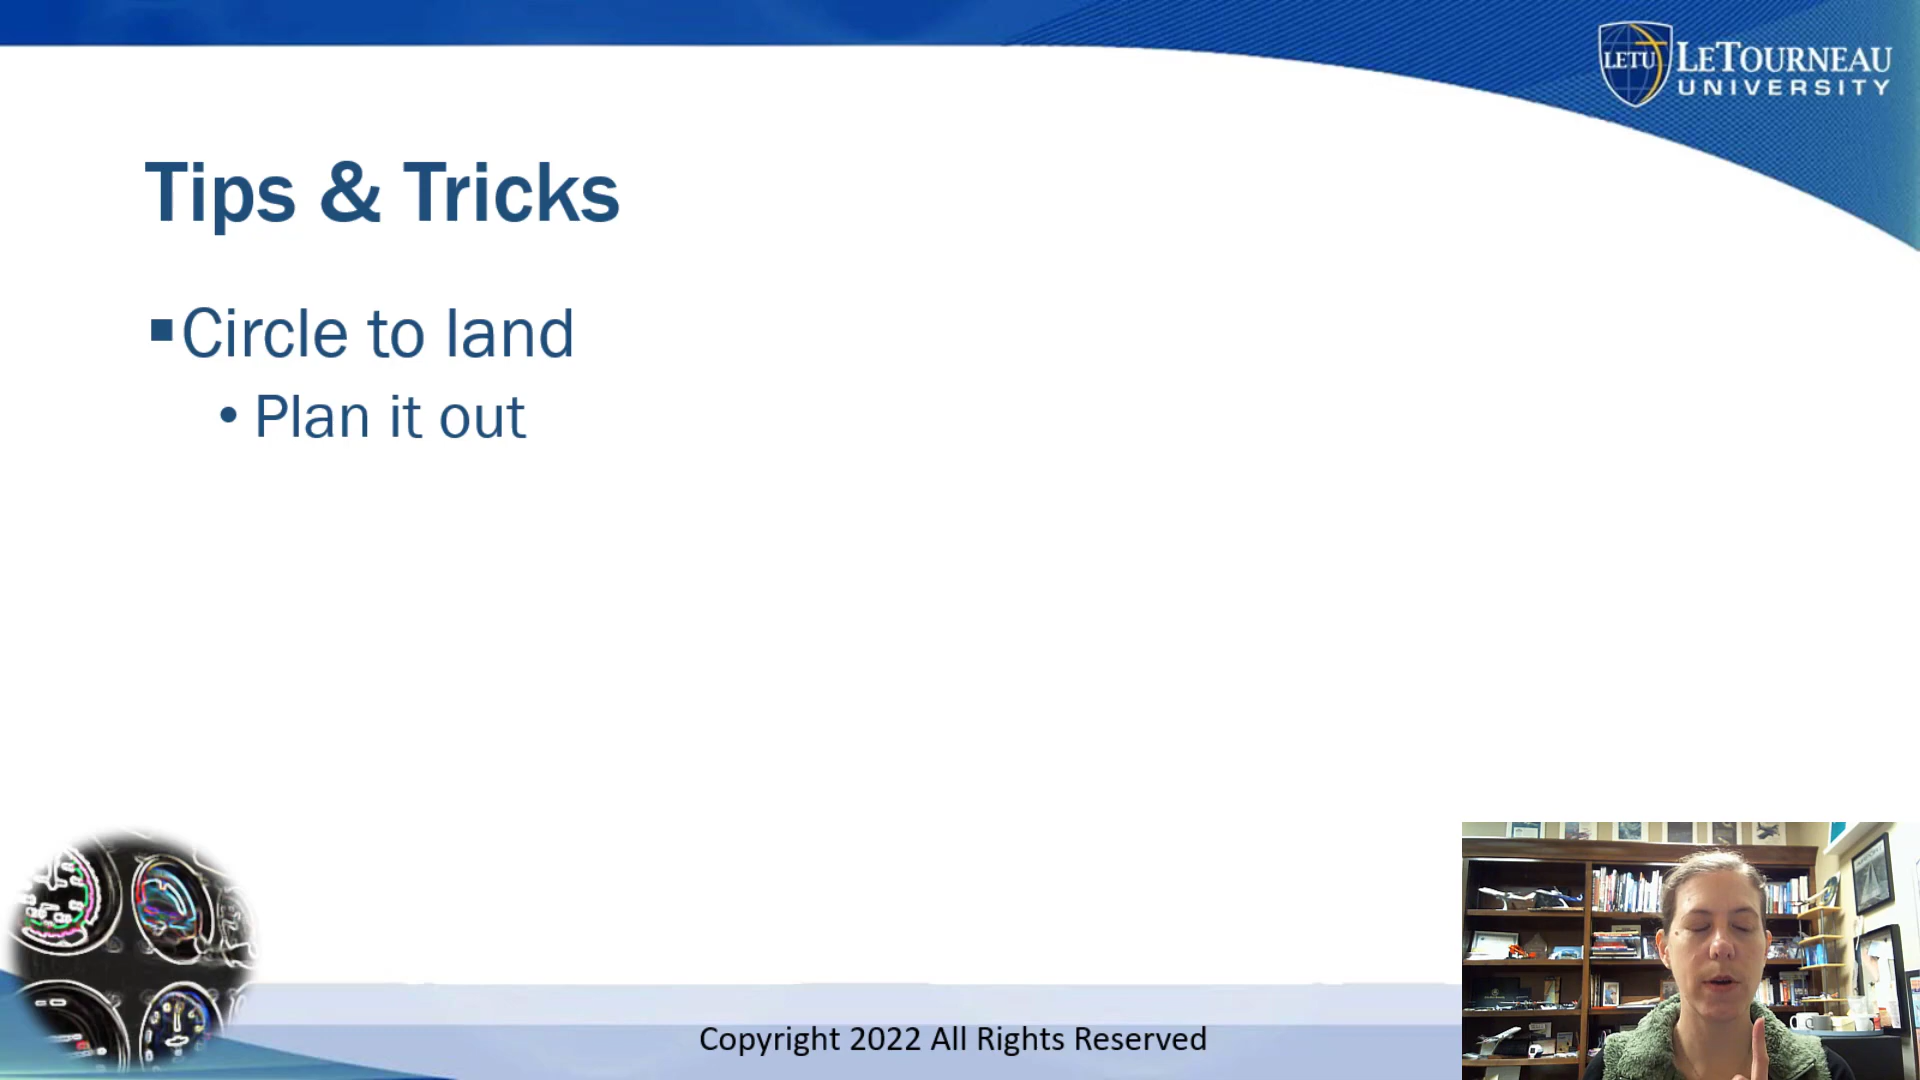 LETU
LETOURNEAU
UNIVERSITY
Tips & Tricks
Circle to land
Plan it out
Copyright 2022 All Rights Reserved